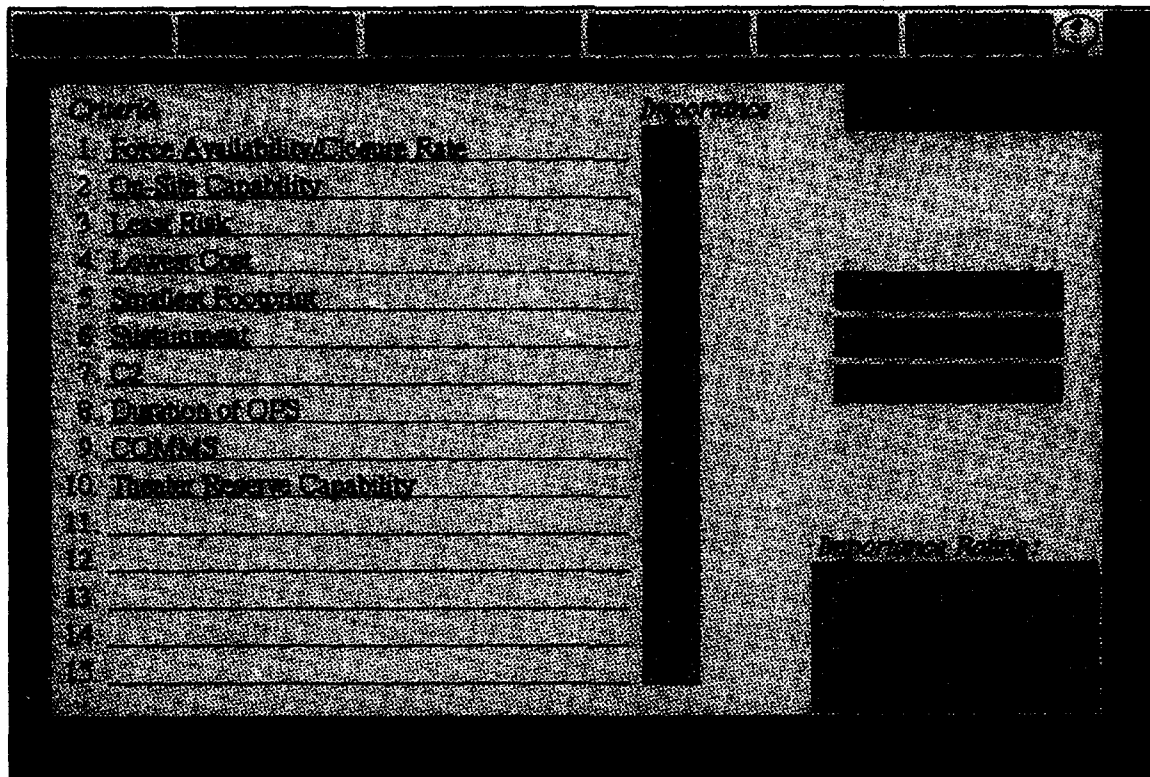 Criteria
Importance
1. Force Availability/Closure Rate
2. On-Site Capability
3. Least Risk
4. Lowest Cost
5. Smallest Footprint
6. Sustainment
7. C2
8. Duration of OPS
9. COMMS
10. Theater Reserve Capability
11.
12.
13.
14.
15.
Importance Rating: